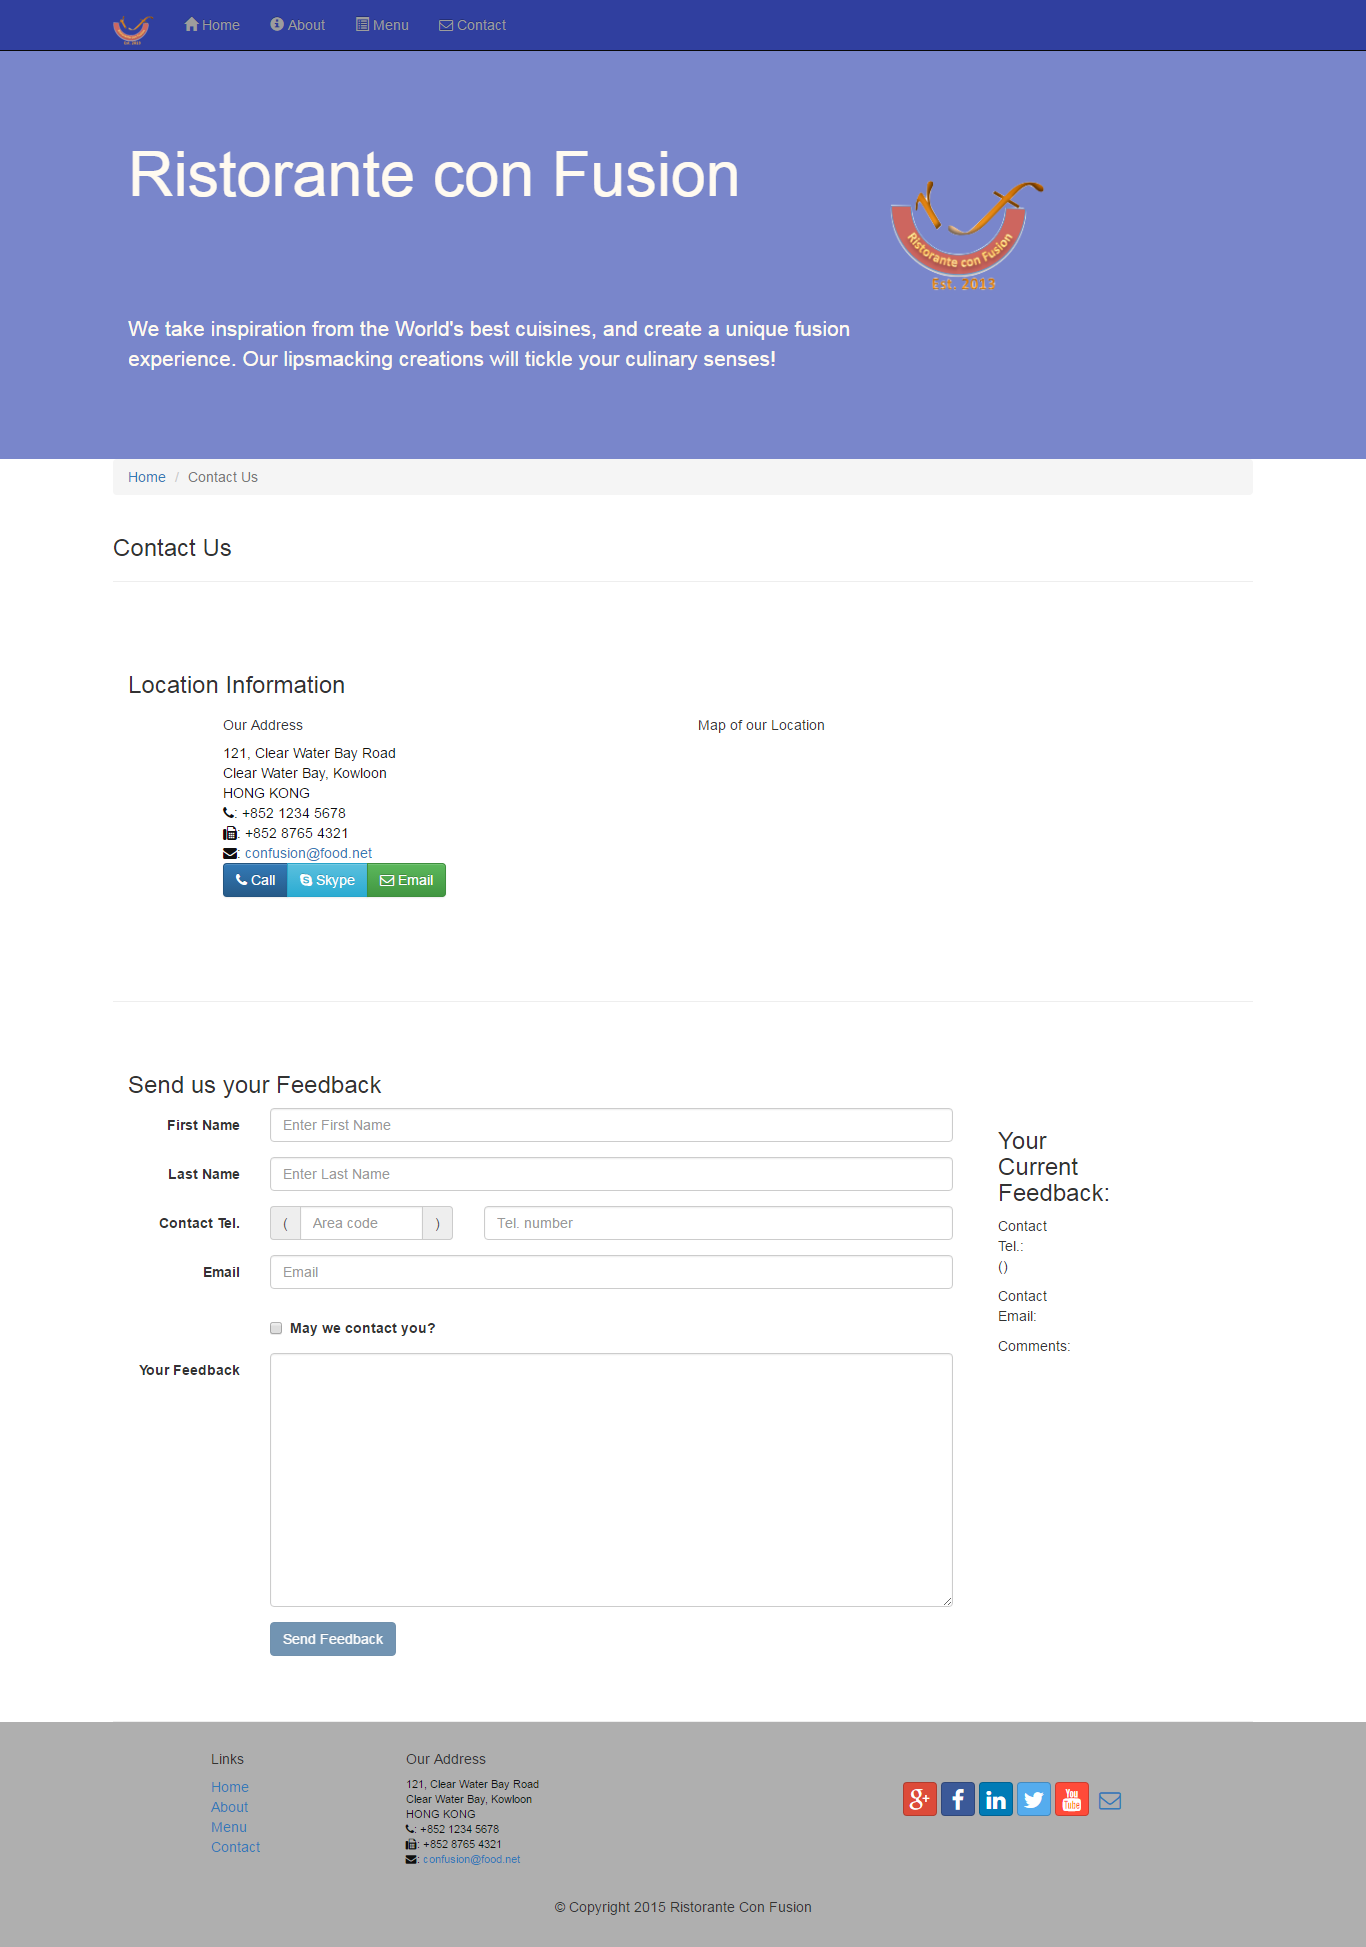 Home
About
Menu
Contact
Ristorante con Fusion
Ristorante con Fusion
Est. 2015
We take inspiration from the World's best cuisines, and create a unique fusion
experience. Our lipsmacking creations will tickle your culinary senses!
Home / Contact Us
Contact Us
Location Information
Our Address
121, Clear Water Bay Road
Clear Water Bay, Kowloon
HONG KONG
: +852 1234 5678
: +852 8765 4321
: confusion@food.net
Call
Skype
Email
Map of our Location
Send us your Feedback
First Name
Enter First Name
Last Name
Enter Last Name
Contact Tel.
( Area code )
Tel. number
Email
Email
May we contact you?
Your Feedback
Send Feedback
Your
Current
Feedback:
Contact
Tel.:
()
Contact
Email:
Comments:
Links
Home
About
Menu
Contact
Our Address
121, Clear Water Bay Road
Clear Water Bay, Kowloon
HONG KONG
: +852 1234 5678
: +852 8765 4321
: confusion@food.net
g+
f
in
You
Tube
© Copyright 2015 Ristorante Con Fusion